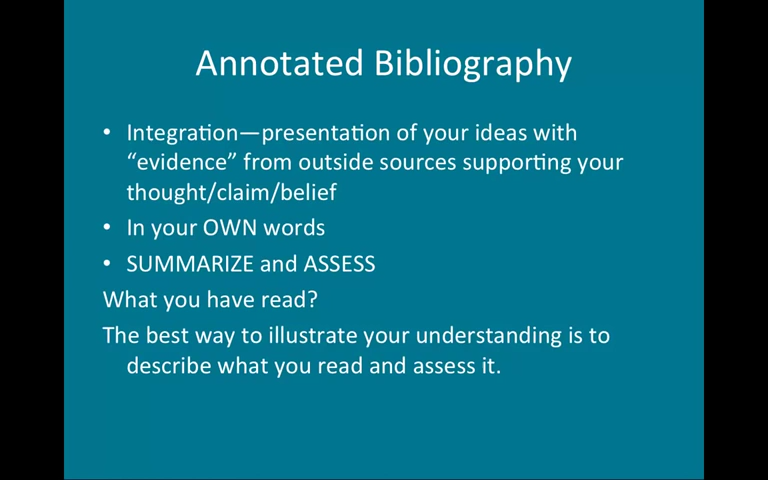 Annotated Bibliography
• Integration—presentation of your ideas with
“evidence” from outside sources supporting your
thought/claim/belief
• In your OWN words
• SUMMARIZE and ASSESS
What you have read?
The best way to illustrate your understanding is to
describe what you read and assess it.